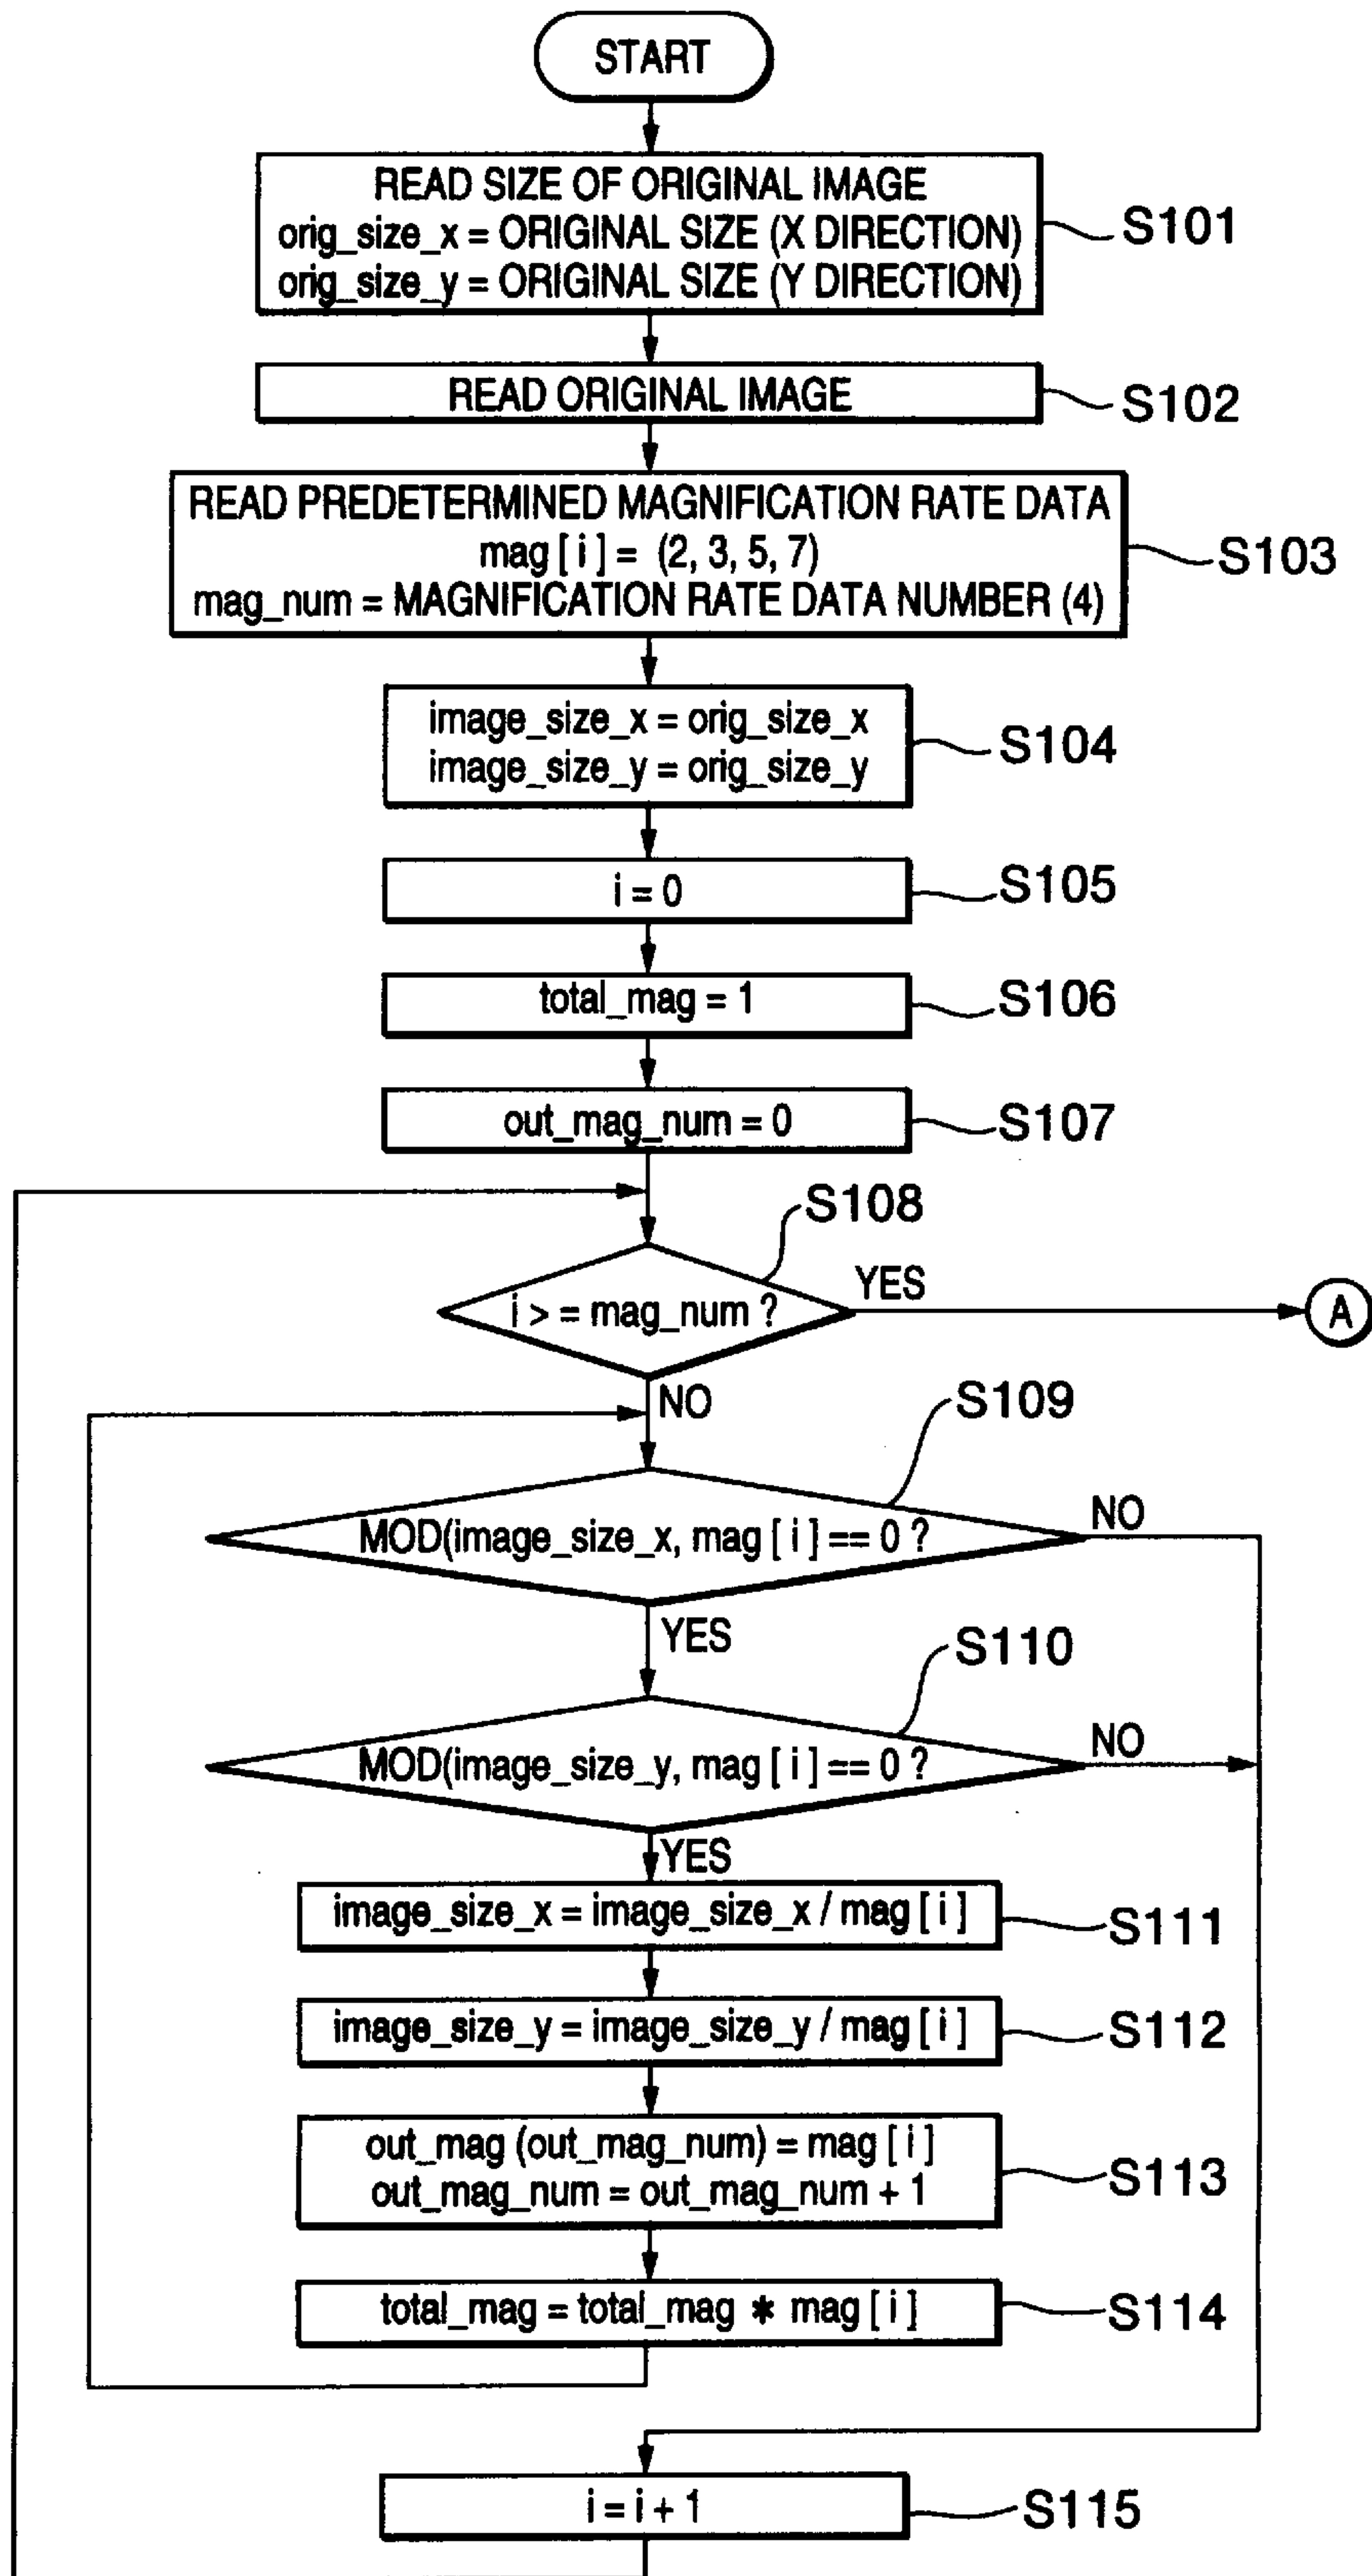 START
READ SIZE OF ORIGINAL IMAGE
orig_size_x = ORIGINAL SIZE (X DIRECTION)
orig_size_y = ORIGINAL SIZE (Y DIRECTION)
S101
READ ORIGINAL IMAGE
S102
READ PREDETERMINED MAGNIFICATION RATE DATA
mag [ i ] = (2, 3, 5, 7)
mag_num = MAGNIFICATION RATE DATA NUMBER (4)
S103
image_size_x = orig_size_x
image_size_y = orig_size_y
S104
i = 0
S105
total_mag = 1
S106
out_mag_num = 0
S107
S108
i > = mag_num ?
YES
A
NO
S109
MOD(image_size_x, mag [ i ] == 0 ?
NO
YES
S110
MOD(image_size_y, mag [ i ] == 0 ?
NO
YES
image_size_x = image_size_x / mag [ i ]
S111
image_size_y = image_size_y / mag [ i ]
S112
out_mag (out_mag_num) = mag [ i ]
out_mag_num = out_mag_num + 1
S113
total_mag = total_mag * mag [ i ]
S114
i = i + 1
S115